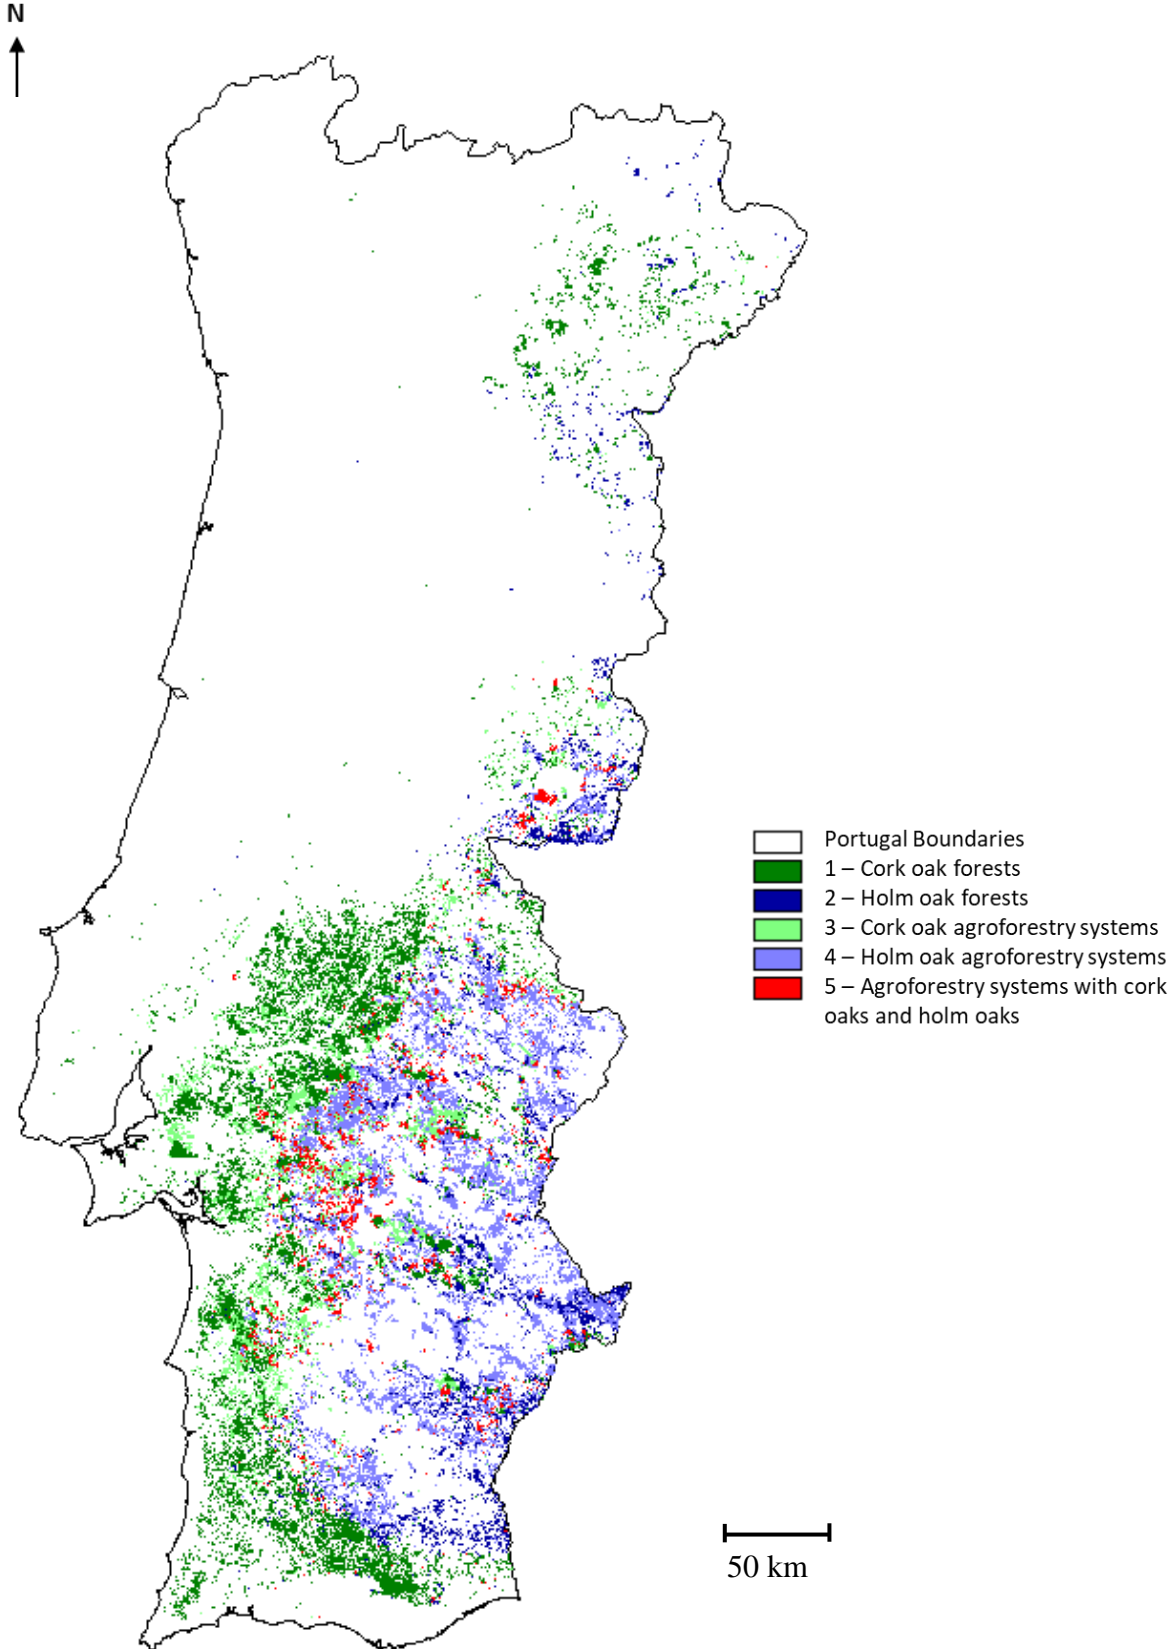 N
Portugal Boundaries
1 – Cork oak forests
2 – Holm oak forests
3 – Cork oak agroforestry systems
4 – Holm oak agroforestry systems
5 – Agroforestry systems with cork
oaks and holm oaks
50 km